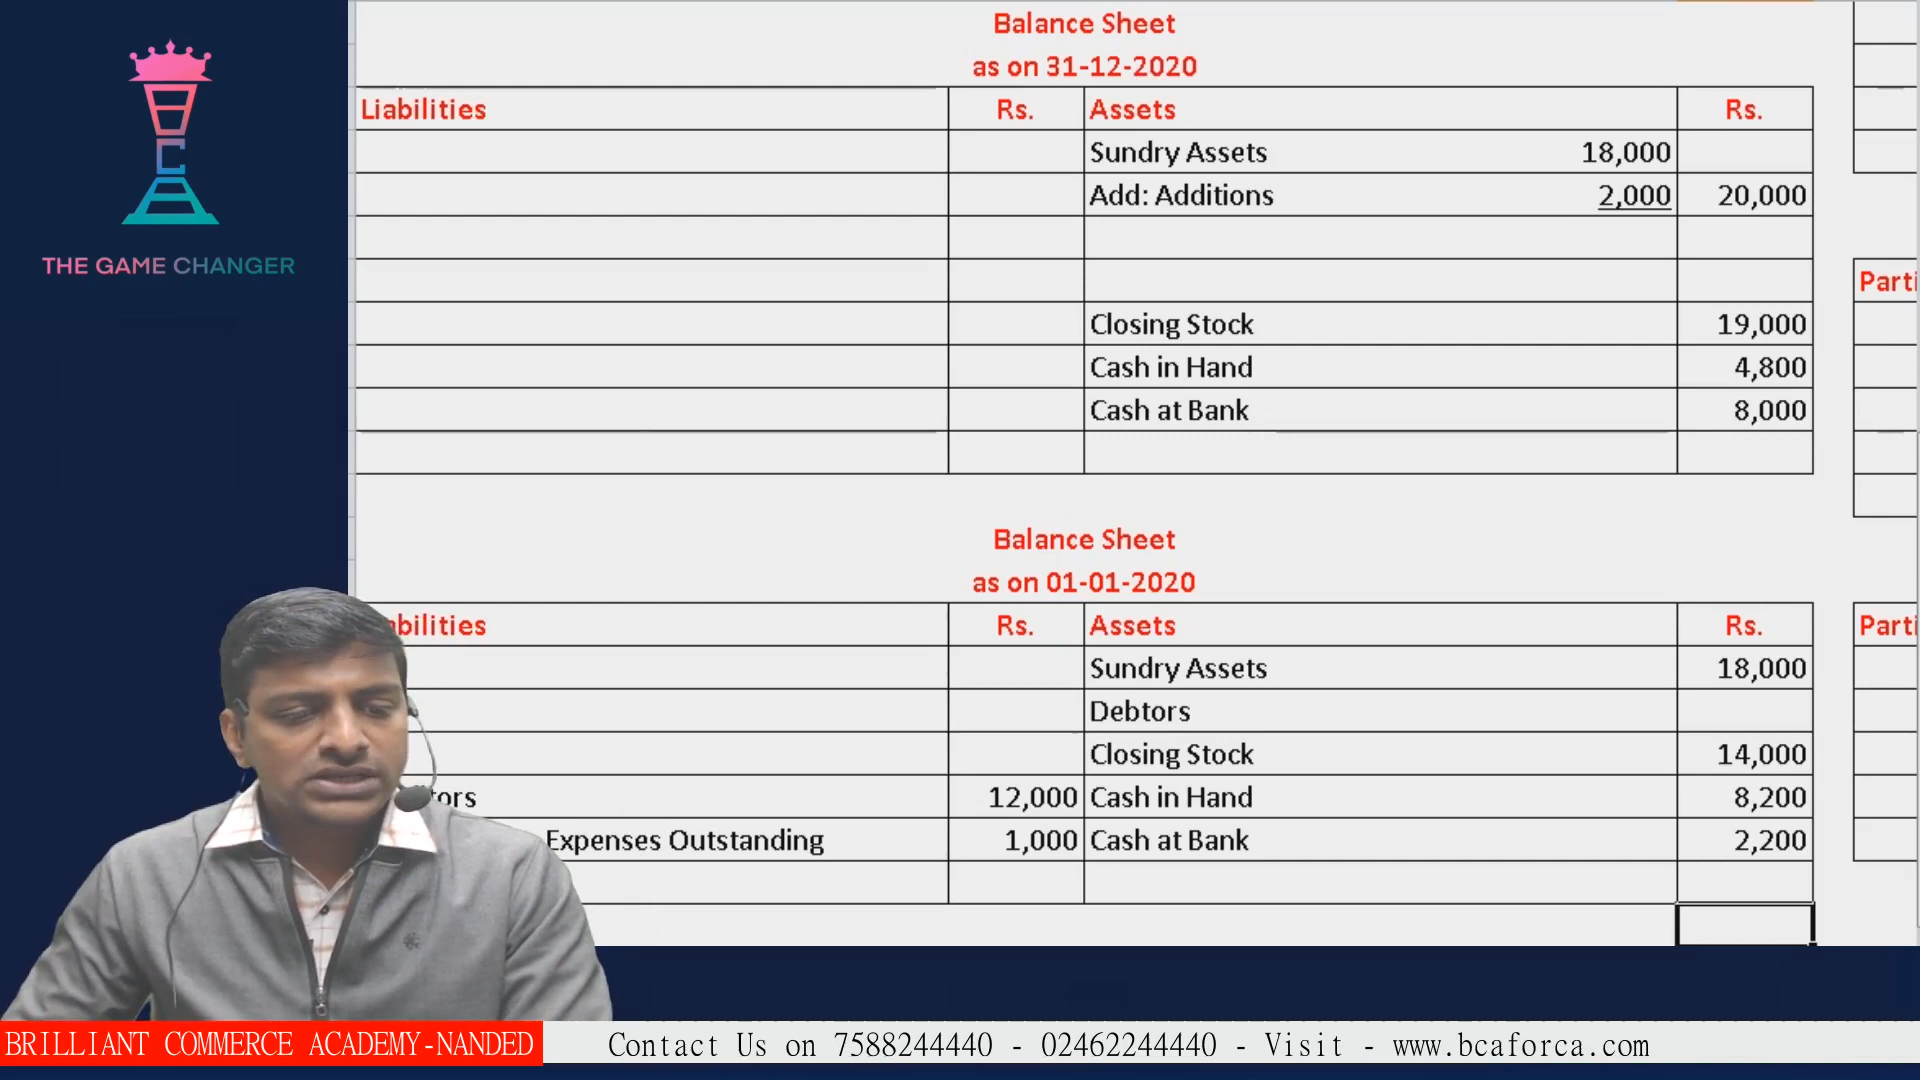 THE GAME CHANGER
Balance Sheet
as on 31-12-2020
Liabilities Rs. Assets Rs.
Sundry Assets 18,000
Add: Additions 2,000 20,000
Closing Stock 19,000
Cash in Hand 4,800
Cash at Bank 8,000
Parti
Balance Sheet
as on 01-01-2020
abilities Rs. Assets Rs.
Sundry Assets 18,000
Debtors
Closing Stock 14,000
tors 12,000 Cash in Hand 8,200
Expenses Outstanding 1,000 Cash at Bank 2,200
Parti
BRILLIANT COMMERCE ACADEMY-NANDED
Contact Us on 7588244440 - 02462244440 - Visit - www.bcaforca.com